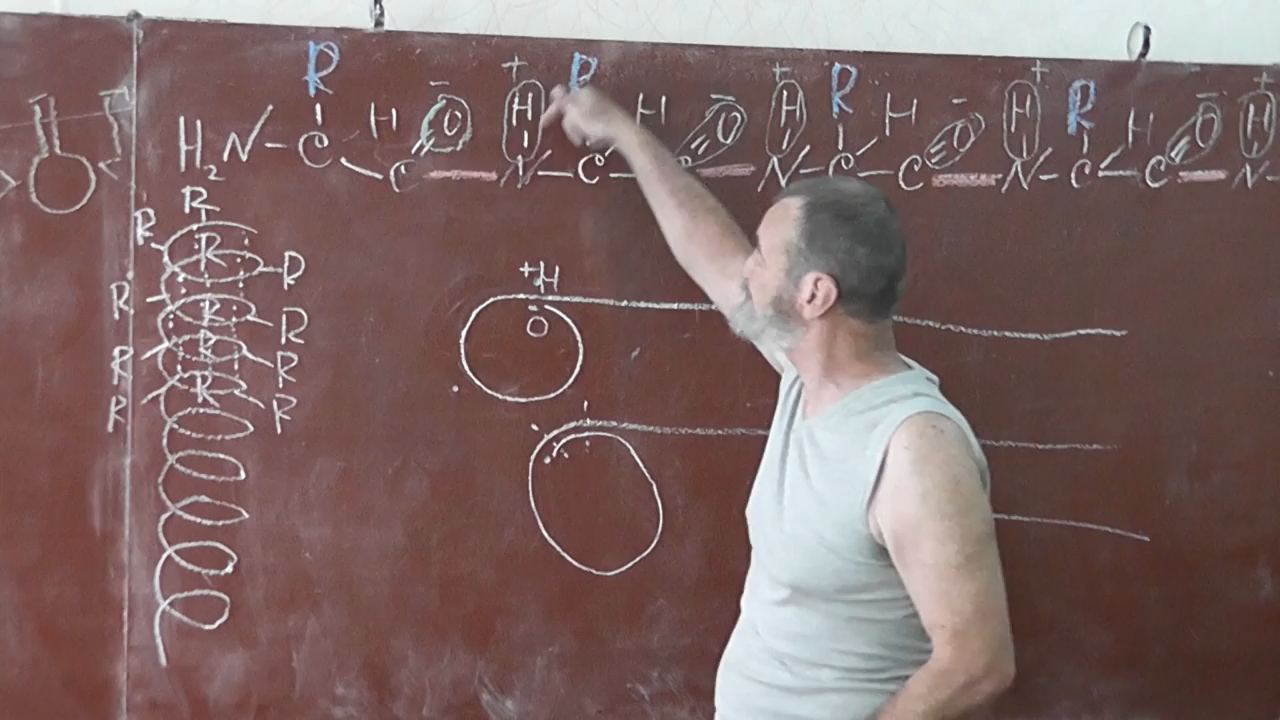 R + R + R + R +
H - H H - H H - H H - H
H₂N - C O O O O
C - N - C - C - N - C - C - N - C - C - N -
R
R R
R
R R
R R R
R R R
R R R
+H
-
O